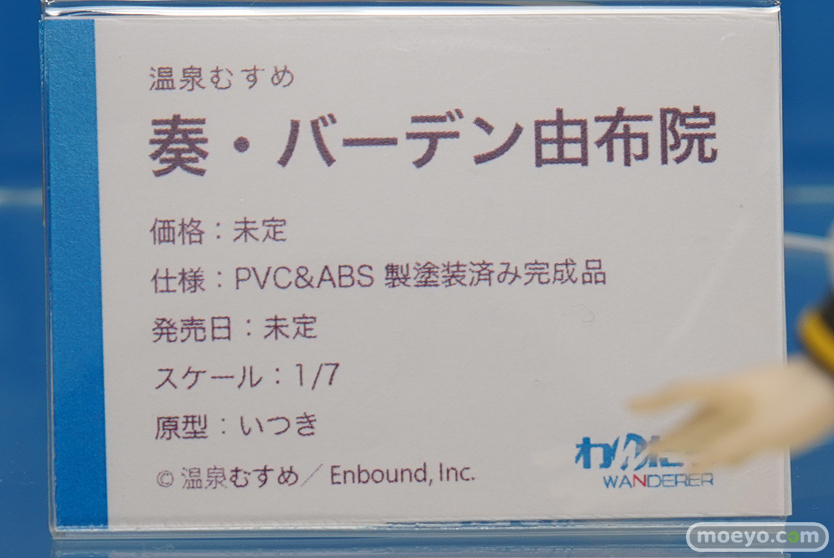 温泉むすめ
奏・バーデン由布院
価格：未定
仕様：PVC&ABS 製塗装済み完成品
発売日：未定
スケール：1/7
原型：いつき
© 温泉むすめ／ Enbound, Inc.
WANDERER
moeyo.com